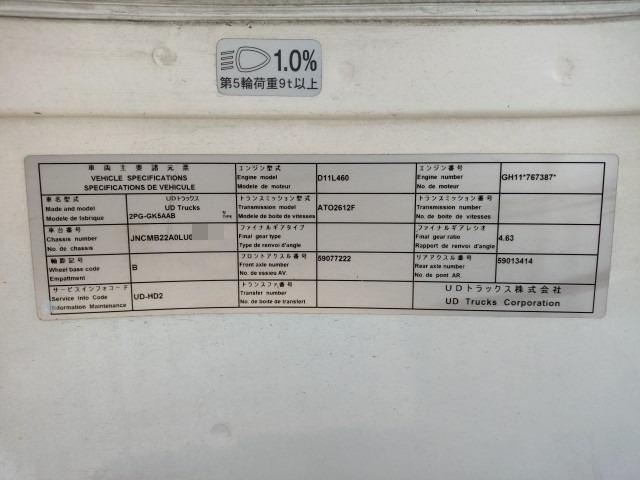 1.0%
第5輪荷重9t以上
車両主要諸元票
VEHICLE SPECIFICATIONS
SPECIFICATIONS DE VEHICULE
エンジン型式
Engine model
Modele de moteur
D11L460
エンジン番号
Engine number
No. de moteur
GH11*767387*
車名型式
Made and model
Modele de fabrique
UDトラックス
UD Trucks
2PG-GK5AAB
型式
TYPE
トランスミッション型式
Transmission model
Modele de boite de vitesses
ATO2612F
トランスミッション番号
Transmission number
No. de boite de vitesses
車台番号
Chassis number
No. de chassis
JNCMB22A0LU0
ファイナルギアタイプ
Final gear type
Type de renvoi d'angle
ファイナルギアレシオ
Final gear ratio
Rapport de renvoi d'angle
4.63
軸距記号
Wheel base code
Empattement
B
フロントアクスル番号
Front axle number
No. de essieu AV.
59077222
リアアクスル番号
Rear axle number
No. de pont AR.
59013414
サービスインフォコード
Service Info Code
Information Maintenance
UD-HD2
トランスファ番号
Transfer number
No. de boite de transfert
UDトラックス株式会社
UD Trucks Corporation